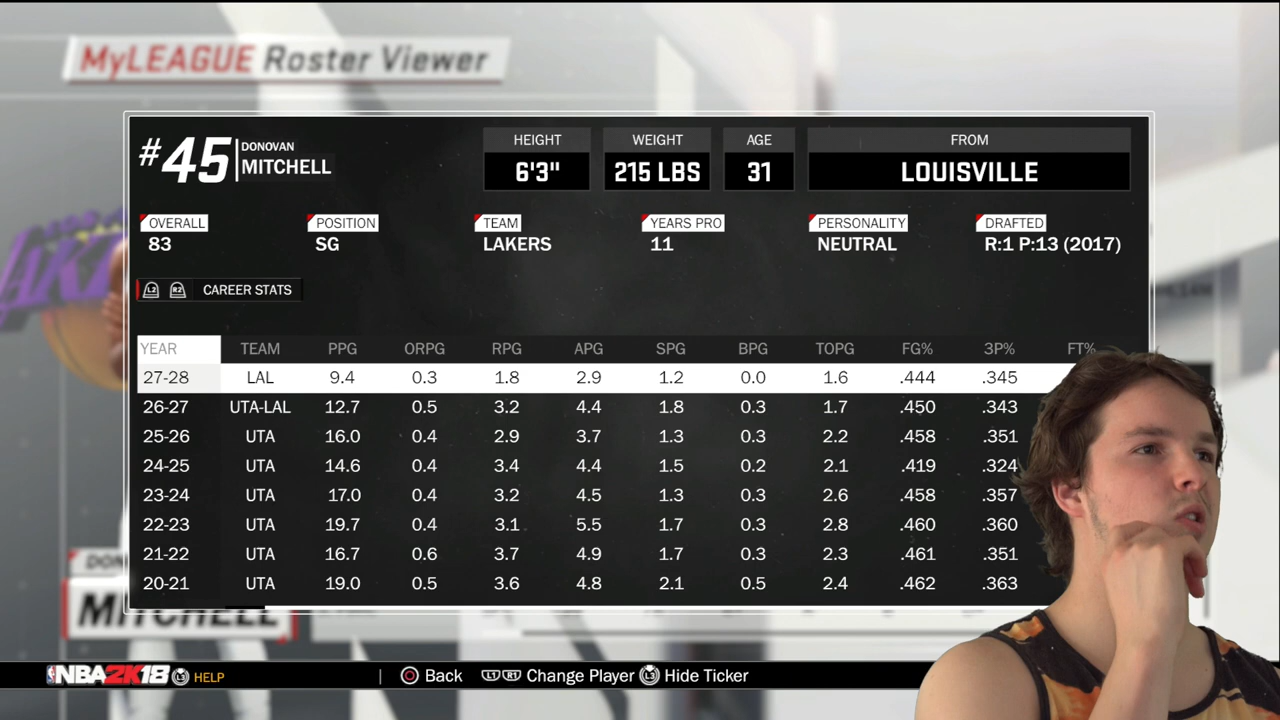 MyLEAGUE Roster Viewer
#45 DONOVAN MITCHELL
HEIGHT WEIGHT AGE FROM
6'3" 215 LBS 31 LOUISVILLE
OVERALL POSITION TEAM YEARS PRO PERSONALITY DRAFTED
83 SG LAKERS 11 NEUTRAL R:1 P:13 (2017)
L2 R2 CAREER STATS
YEAR TEAM PPG ORPG RPG APG SPG BPG TOPG FG% 3P% FT%
27-28 LAL 9.4 0.3 1.8 2.9 1.2 0.0 1.6 .444 .345
26-27 UTA-LAL 12.7 0.5 3.2 4.4 1.8 0.3 1.7 .450 .343
25-26 UTA 16.0 0.4 2.9 3.7 1.3 0.3 2.2 .458 .351
24-25 UTA 14.6 0.4 3.4 4.4 1.5 0.2 2.1 .419 .324
23-24 UTA 17.0 0.4 3.2 4.5 1.3 0.3 2.6 .458 .357
22-23 UTA 19.7 0.4 3.1 5.5 1.7 0.3 2.8 .460 .360
21-22 UTA 16.7 0.6 3.7 4.9 1.7 0.3 2.3 .461 .351
20-21 UTA 19.0 0.5 3.6 4.8 2.1 0.5 2.4 .462 .363
MITCHELL
NBA2K18 L3 HELP | Back L1 R1 Change Player L3 Hide Ticker